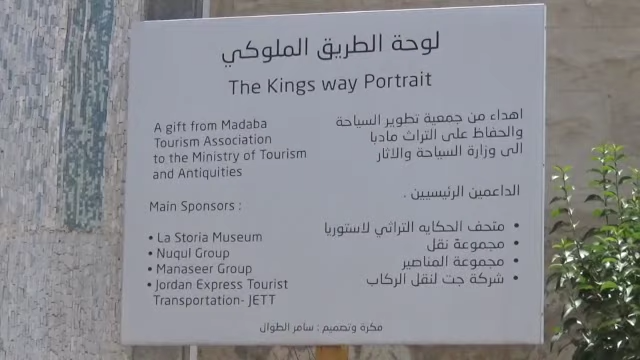 لوحة الطريق الملوكي
The Kings way Portrait
A gift from Madaba
Tourism Association
to the Ministry of Tourism
and Antiquities
اهداء من جمعية تطوير السياحة
والحفاظ على التراث مادبا
الى وزارة السياحة والاثار
Main Sponsors :
• La Storia Museum
• Nuqul Group
• Manaseer Group
• Jordan Express Tourist
Transportation- JETT
الداعمين الرئيسيين .
• متحف الحكايه التراثي لاستوريا
• مجموعة نقل
• مجموعة المناصير
• شركة جت لنقل الركاب
فكرة وتصميم : سامر الطوال